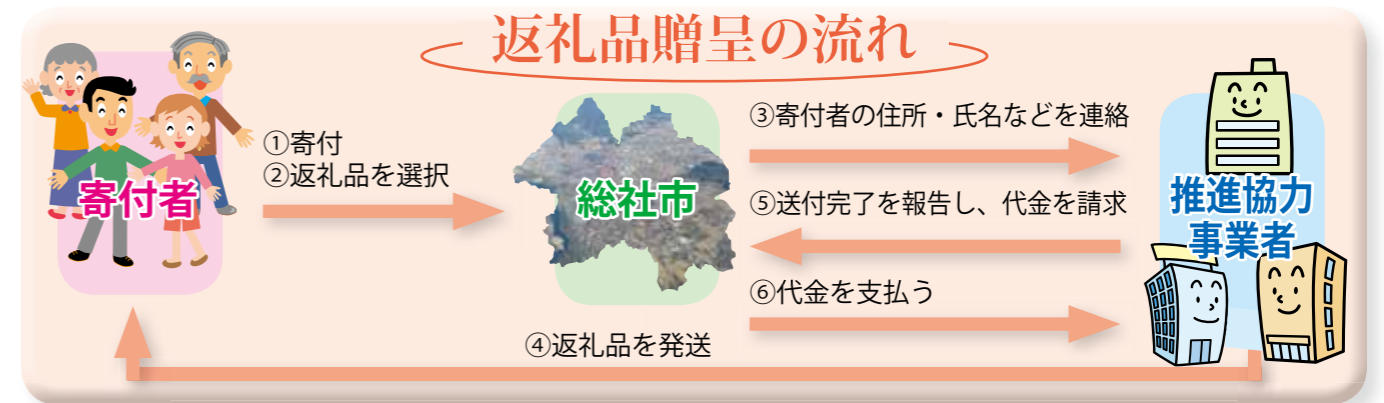 返礼品贈呈の流れ
寄付者
①寄付
②返礼品を選択
総社市
③寄付者の住所・氏名などを連絡
⑤送付完了を報告し、代金を請求
⑥代金を支払う
推進協力
事業者
④返礼品を発送